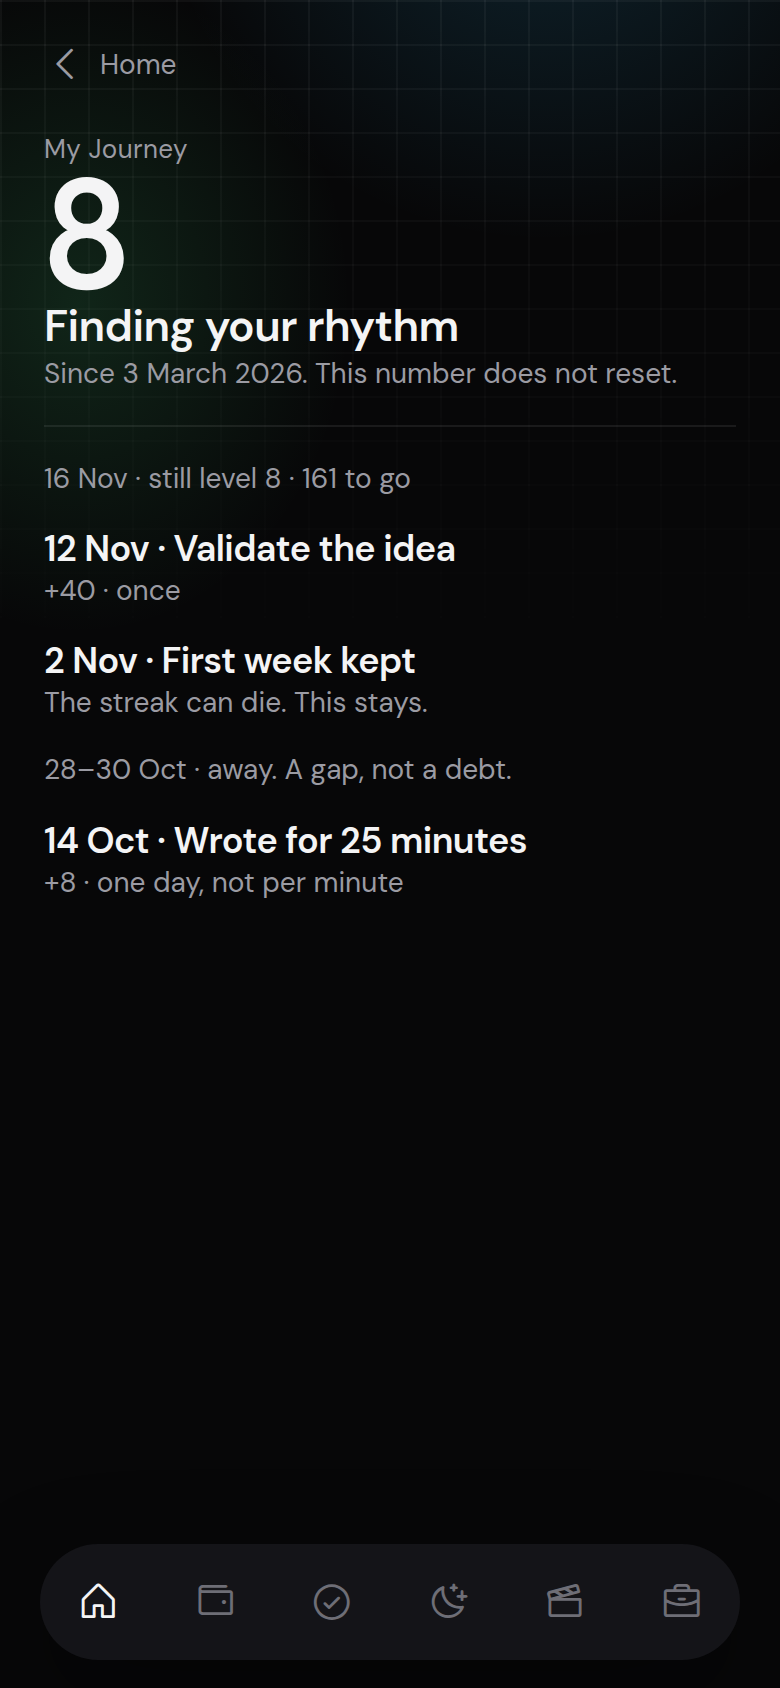 Home
My Journey
8
Finding your rhythm
Since 3 March 2026. This number does not reset.
16 Nov · still level 8 · 161 to go
12 Nov · Validate the idea
+40 · once
2 Nov · First week kept
The streak can die. This stays.
28–30 Oct · away. A gap, not a debt.
14 Oct · Wrote for 25 minutes
+8 · one day, not per minute